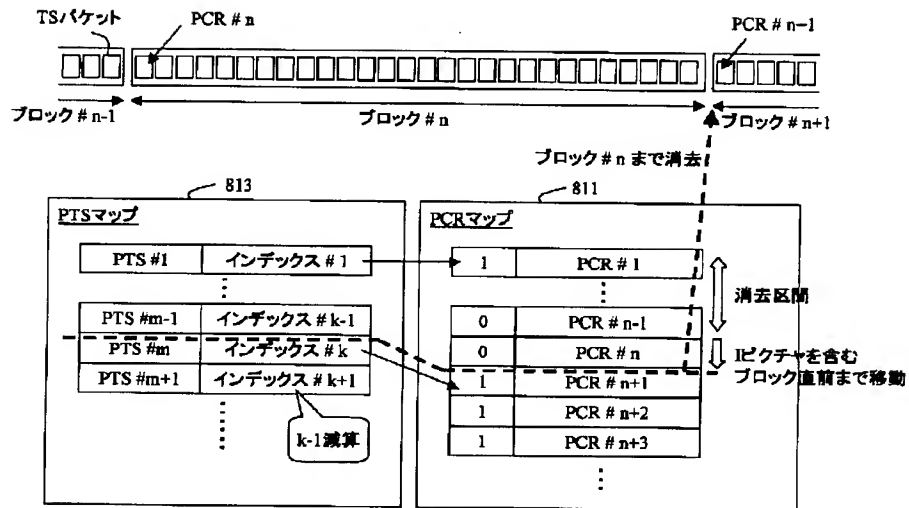 TSパケット
PCR # n
PCR # n-1
ブロック # n-1
ブロック # n
ブロック # n+1
ブロック # n まで消去
813
811
PTSマップ
PCRマップ
PTS #1 インデックス # 1
1 PCR # 1
消去区間
PTS #m-1 インデックス # k-1
0 PCR # n-1
PTS #m インデックス # k
0 PCR # n
Iピクチャを含む
ブロック直前まで移動
PTS #m+1 インデックス # k+1
1 PCR # n+1
1 PCR # n+2
k-1減算
1 PCR # n+3